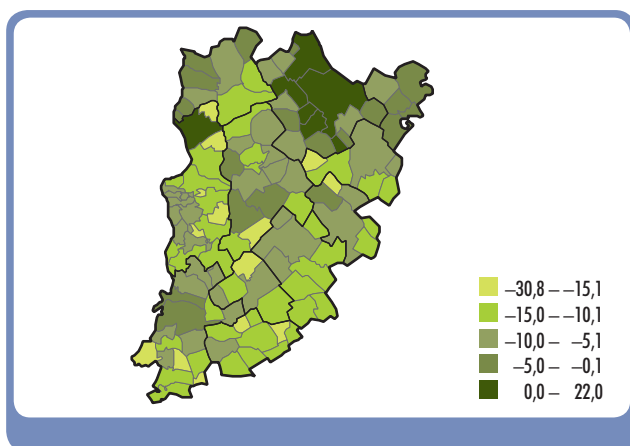 –30,8 – –15,1
–15,0 – –10,1
–10,0 – –5,1
–5,0 – –0,1
0,0 – 22,0